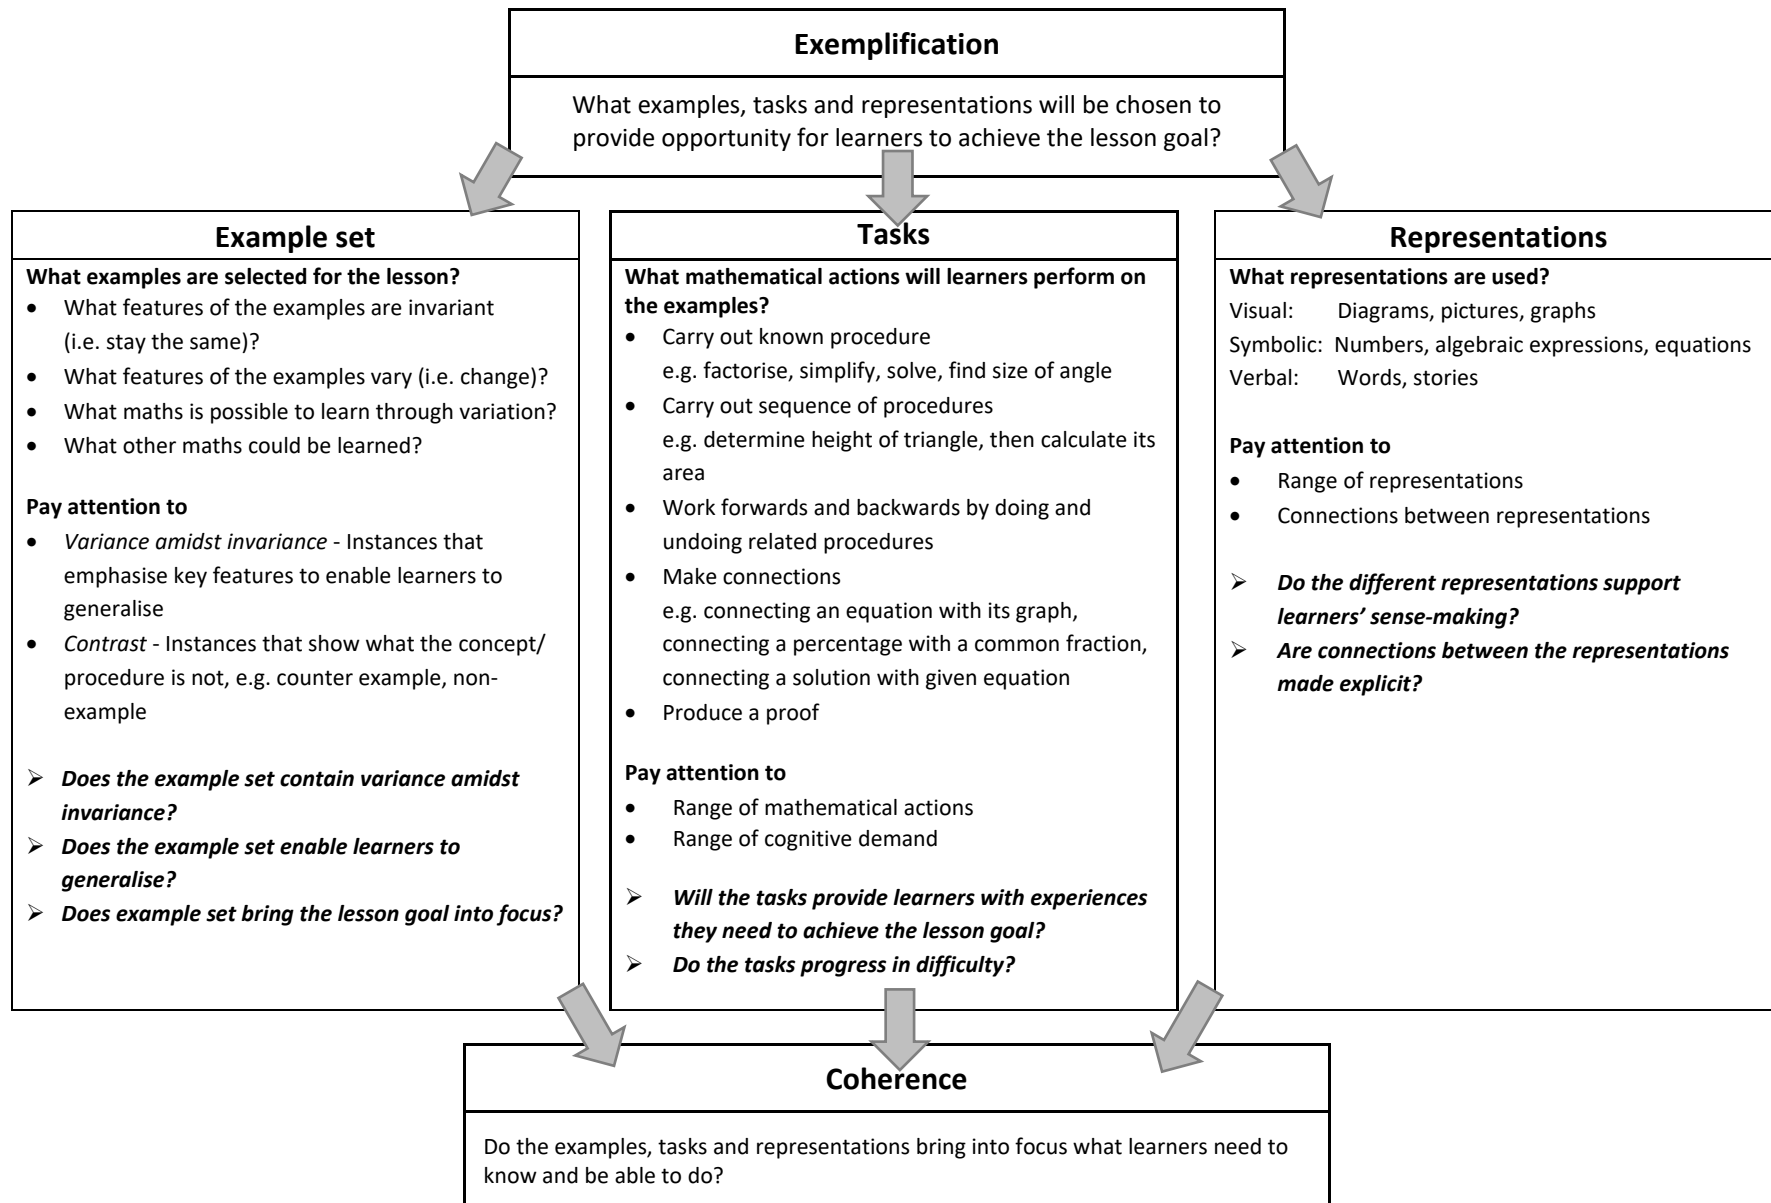 Exemplification
What examples, tasks and representations will be chosen to
provide opportunity for learners to achieve the lesson goal?
Example set
What examples are selected for the lesson?
• What features of the examples are invariant
(i.e. stay the same)?
• What features of the examples vary (i.e. change)?
• What maths is possible to learn through variation?
• What other maths could be learned?
Pay attention to
• Variance amidst invariance - Instances that
emphasise key features to enable learners to
generalise
• Contrast - Instances that show what the concept/
procedure is not, e.g. counter example, non-
example
➢ Does the example set contain variance amidst
invariance?
➢ Does the example set enable learners to
generalise?
➢ Does example set bring the lesson goal into focus?
Tasks
What mathematical actions will learners perform on
the examples?
• Carry out known procedure
e.g. factorise, simplify, solve, find size of angle
• Carry out sequence of procedures
e.g. determine height of triangle, then calculate its
area
• Work forwards and backwards by doing and
undoing related procedures
• Make connections
e.g. connecting an equation with its graph,
connecting a percentage with a common fraction,
connecting a solution with given equation
• Produce a proof
Pay attention to
• Range of mathematical actions
• Range of cognitive demand
➢ Will the tasks provide learners with experiences
they need to achieve the lesson goal?
➢ Do the tasks progress in difficulty?
Representations
What representations are used?
Visual: Diagrams, pictures, graphs
Symbolic: Numbers, algebraic expressions, equations
Verbal: Words, stories
Pay attention to
• Range of representations
• Connections between representations
➢ Do the different representations support
learners' sense-making?
➢ Are connections between the representations
made explicit?
Coherence
Do the examples, tasks and representations bring into focus what learners need to
know and be able to do?